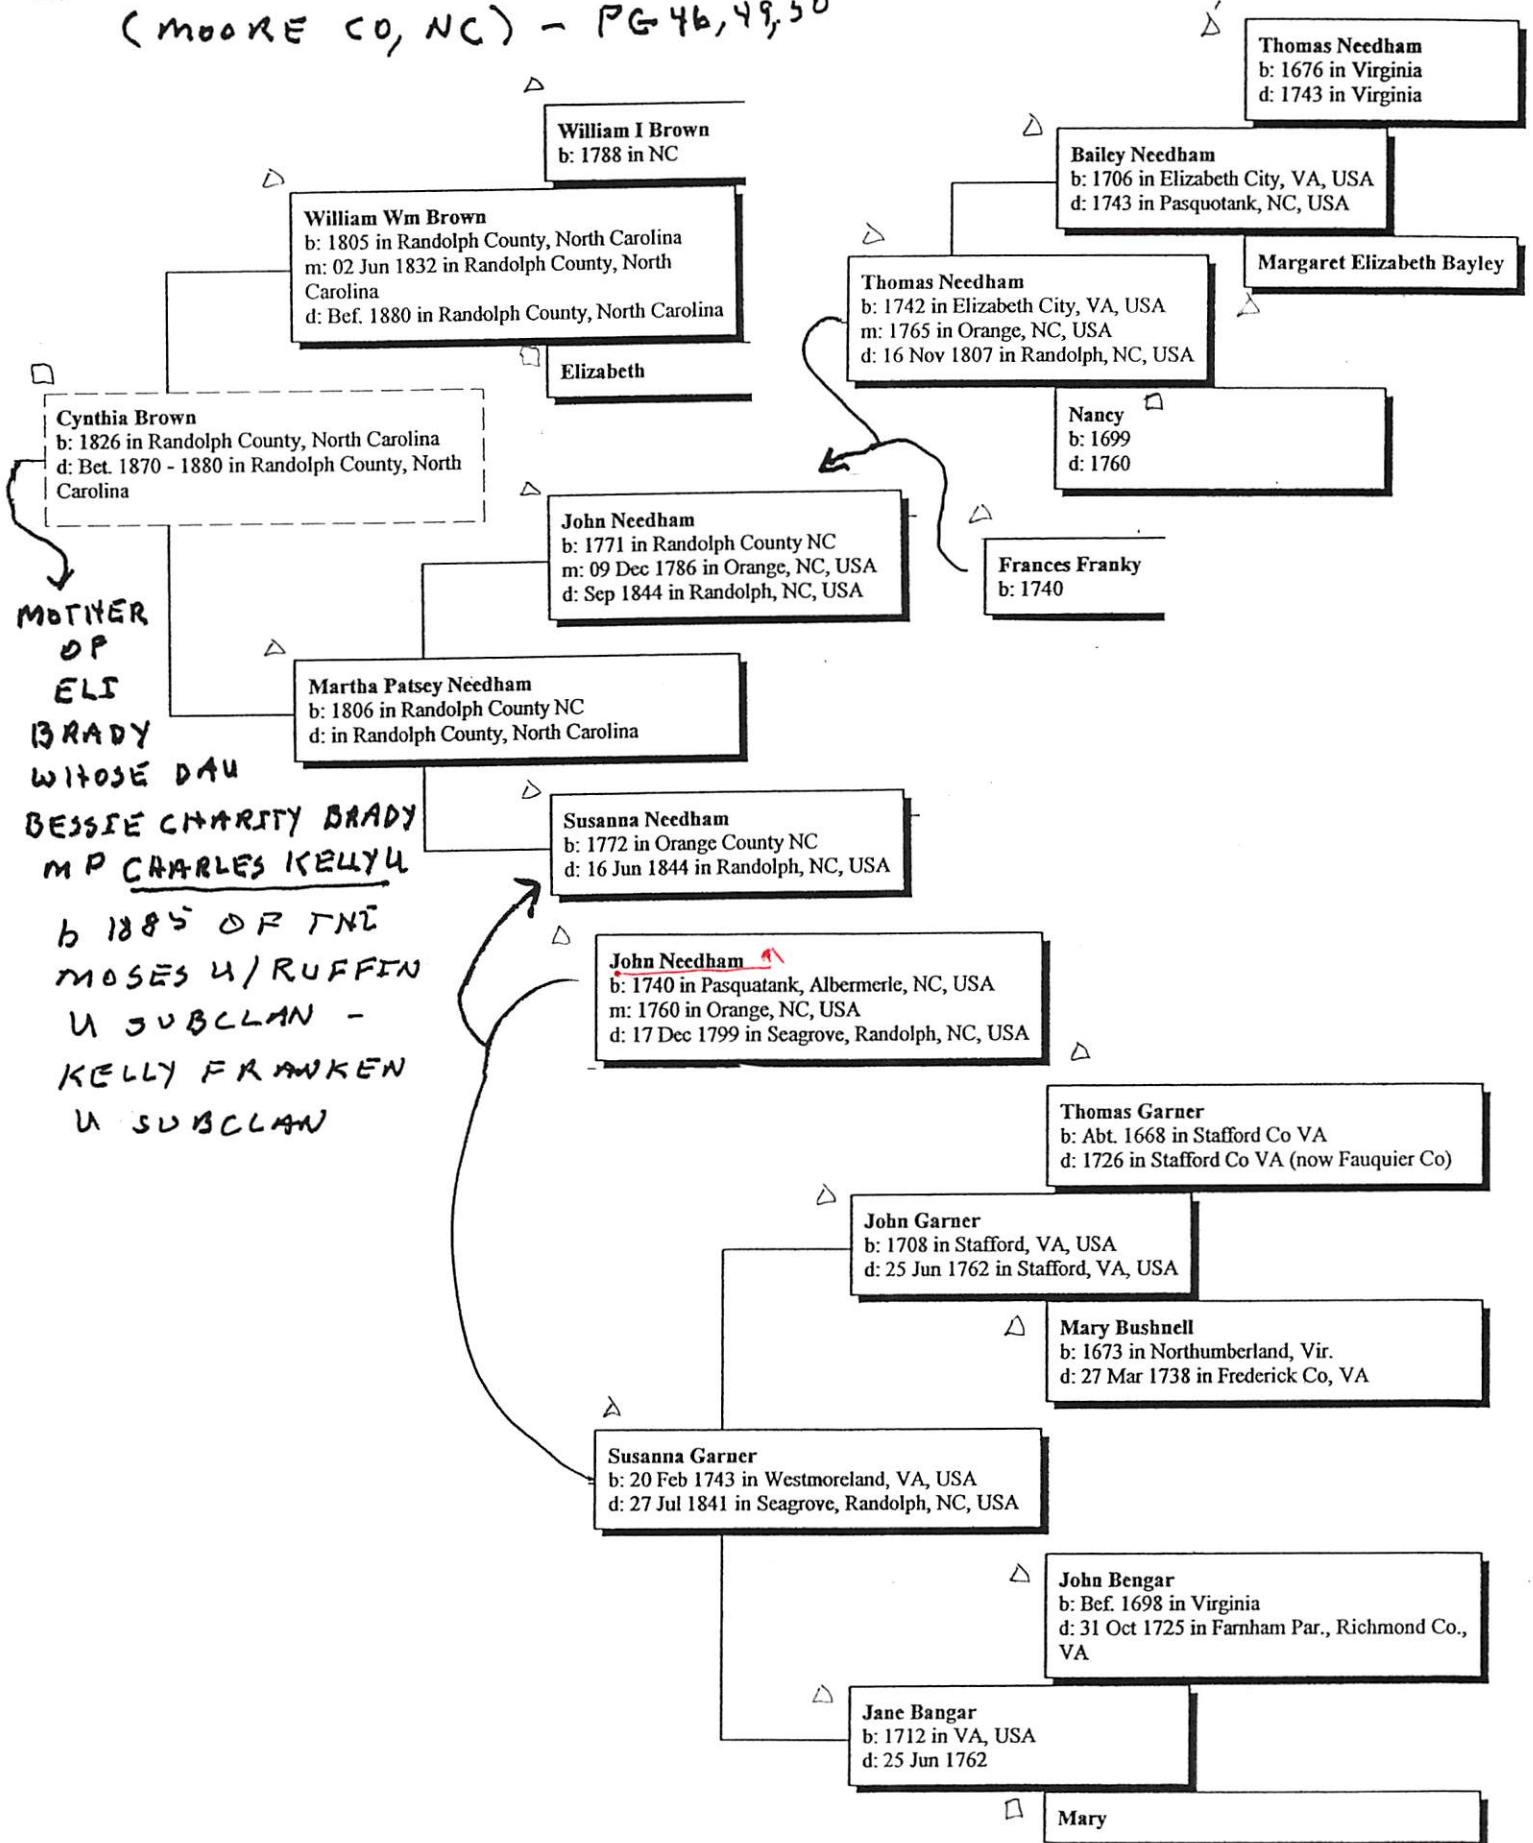 (MOORE CO, NC) - PG 46, 49, 50
Thomas Needham
b: 1676 in Virginia
d: 1743 in Virginia
William I Brown
b: 1788 in NC
Bailey Needham
b: 1706 in Elizabeth City, VA, USA
d: 1743 in Pasquotank, NC, USA
William Wm Brown
b: 1805 in Randolph County, North Carolina
m: 02 Jun 1832 in Randolph County, North
Carolina
d: Bef. 1880 in Randolph County, North Carolina
Margaret Elizabeth Bayley
Thomas Needham
b: 1742 in Elizabeth City, VA, USA
m: 1765 in Orange, NC, USA
d: 16 Nov 1807 in Randolph, NC, USA
Elizabeth
Nancy
b: 1699
d: 1760
Cynthia Brown
b: 1826 in Randolph County, North Carolina
d: Bet. 1870 - 1880 in Randolph County, North
Carolina
John Needham
b: 1771 in Randolph County NC
m: 09 Dec 1786 in Orange, NC, USA
d: Sep 1844 in Randolph, NC, USA
Frances Franky
b: 1740
MOTHER
OF
ELI
BRADY
WHOSE DAU
BESSIE CHARITY BRADY
M P CHARLES KELLY U
b 1885 OF THE
MOSES U/RUFFIN
U SUBCLAN -
KELLY FRANKEN
U SUBCLAN
Martha Patsey Needham
b: 1806 in Randolph County NC
d: in Randolph County, North Carolina
Susanna Needham
b: 1772 in Orange County NC
d: 16 Jun 1844 in Randolph, NC, USA
John Needham
b: 1740 in Pasquatank, Albermerle, NC, USA
m: 1760 in Orange, NC, USA
d: 17 Dec 1799 in Seagrove, Randolph, NC, USA
Thomas Garner
b: Abt. 1668 in Stafford Co VA
d: 1726 in Stafford Co VA (now Fauquier Co)
John Garner
b: 1708 in Stafford, VA, USA
d: 25 Jun 1762 in Stafford, VA, USA
Mary Bushnell
b: 1673 in Northumberland, Vir.
d: 27 Mar 1738 in Frederick Co, VA
Susanna Garner
b: 20 Feb 1743 in Westmoreland, VA, USA
d: 27 Jul 1841 in Seagrove, Randolph, NC, USA
John Bengar
b: Bef. 1698 in Virginia
d: 31 Oct 1725 in Farnham Par., Richmond Co.,
VA
Jane Bangar
b: 1712 in VA, USA
d: 25 Jun 1762
Mary